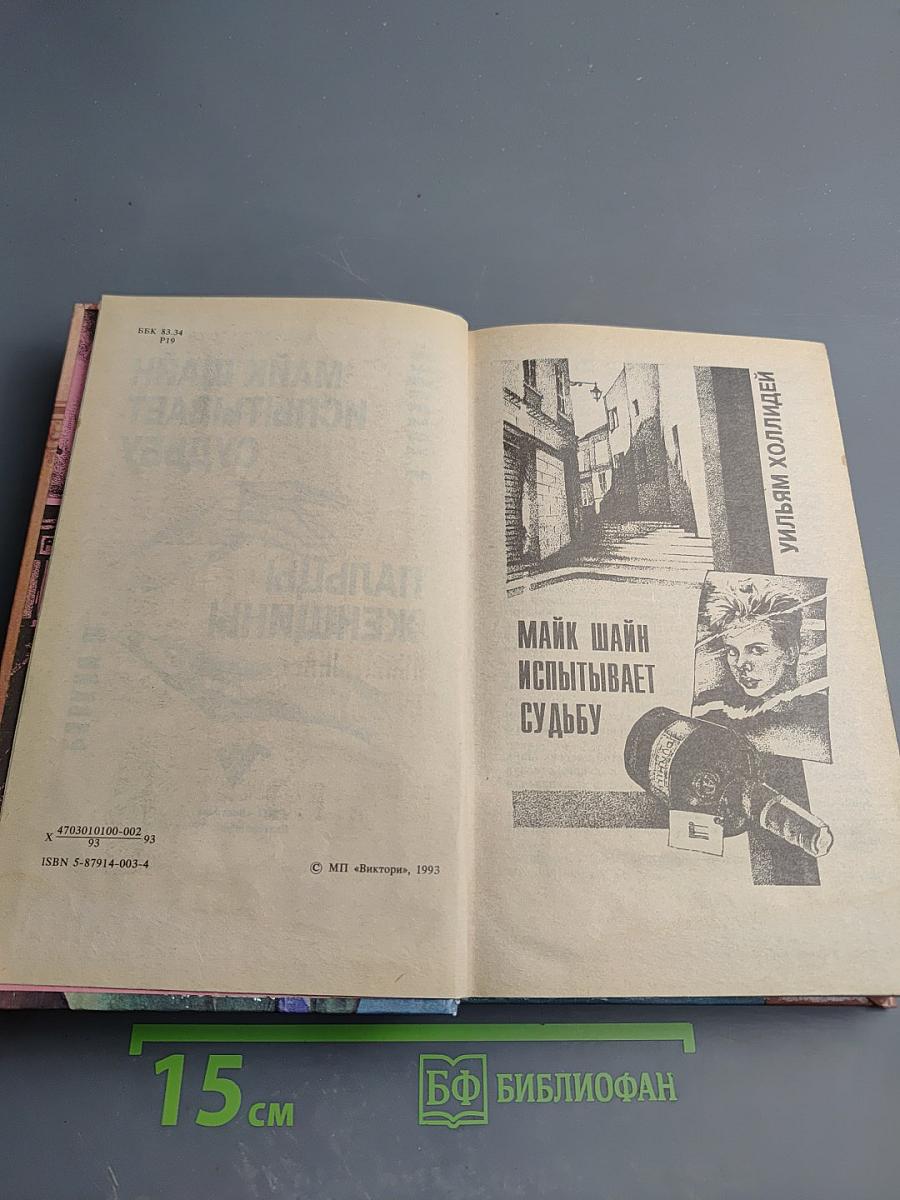 ББК 83.34
Р19
Х 4703010100-002 93
93
ISBN 5-87914-003-4
© МП «Виктори», 1993
УИЛЬЯМ ХОЛЛИДЕЙ
МАЙК ШАЙН
ИСПЫТЫВАЕТ
СУДЬБУ
15 см
БФ БИБЛИОФАН